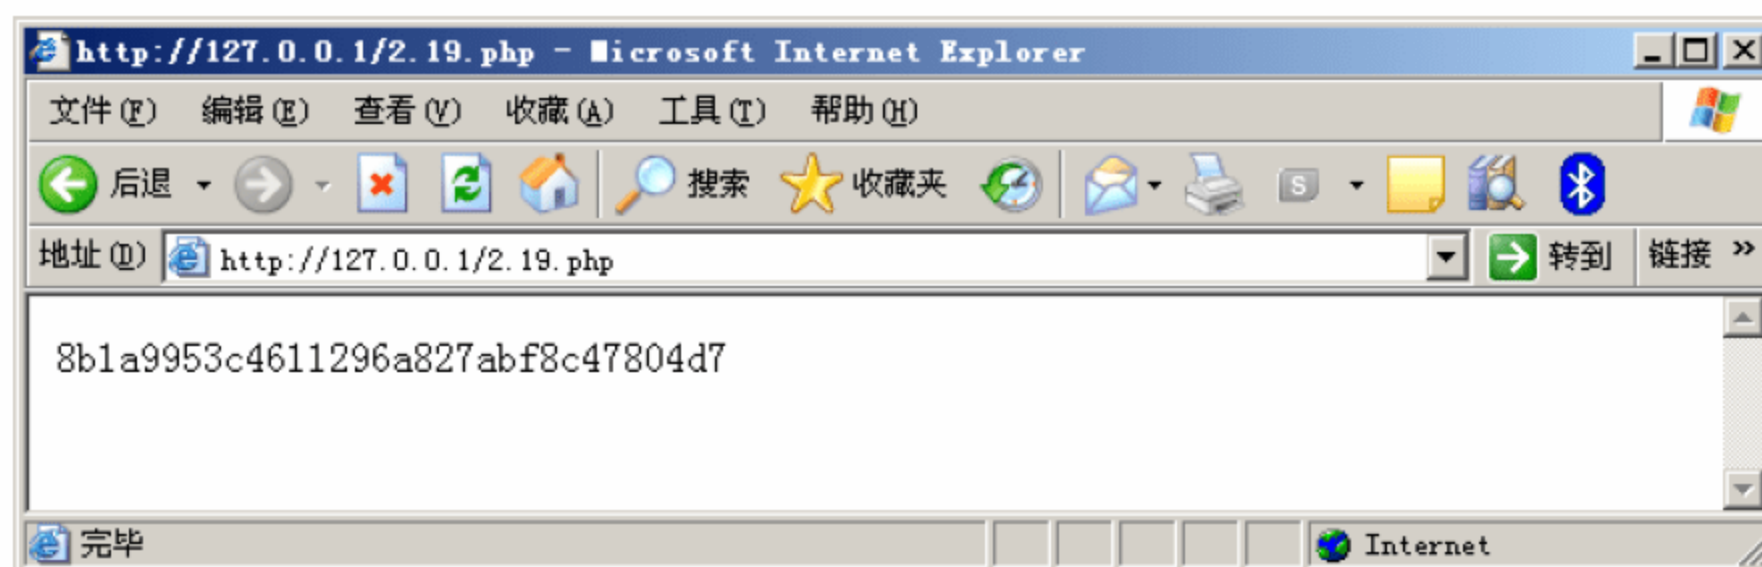 http://127.0.0.1/2.19.php - Microsoft Internet Explorer
文件(F) 编辑(E) 查看(V) 收藏(A) 工具(T) 帮助(H)
后退 搜索 收藏夹 S
地址(D) http://127.0.0.1/2.19.php 转到 链接 »
8b1a9953c4611296a827abf8c47804d7
完毕 Internet